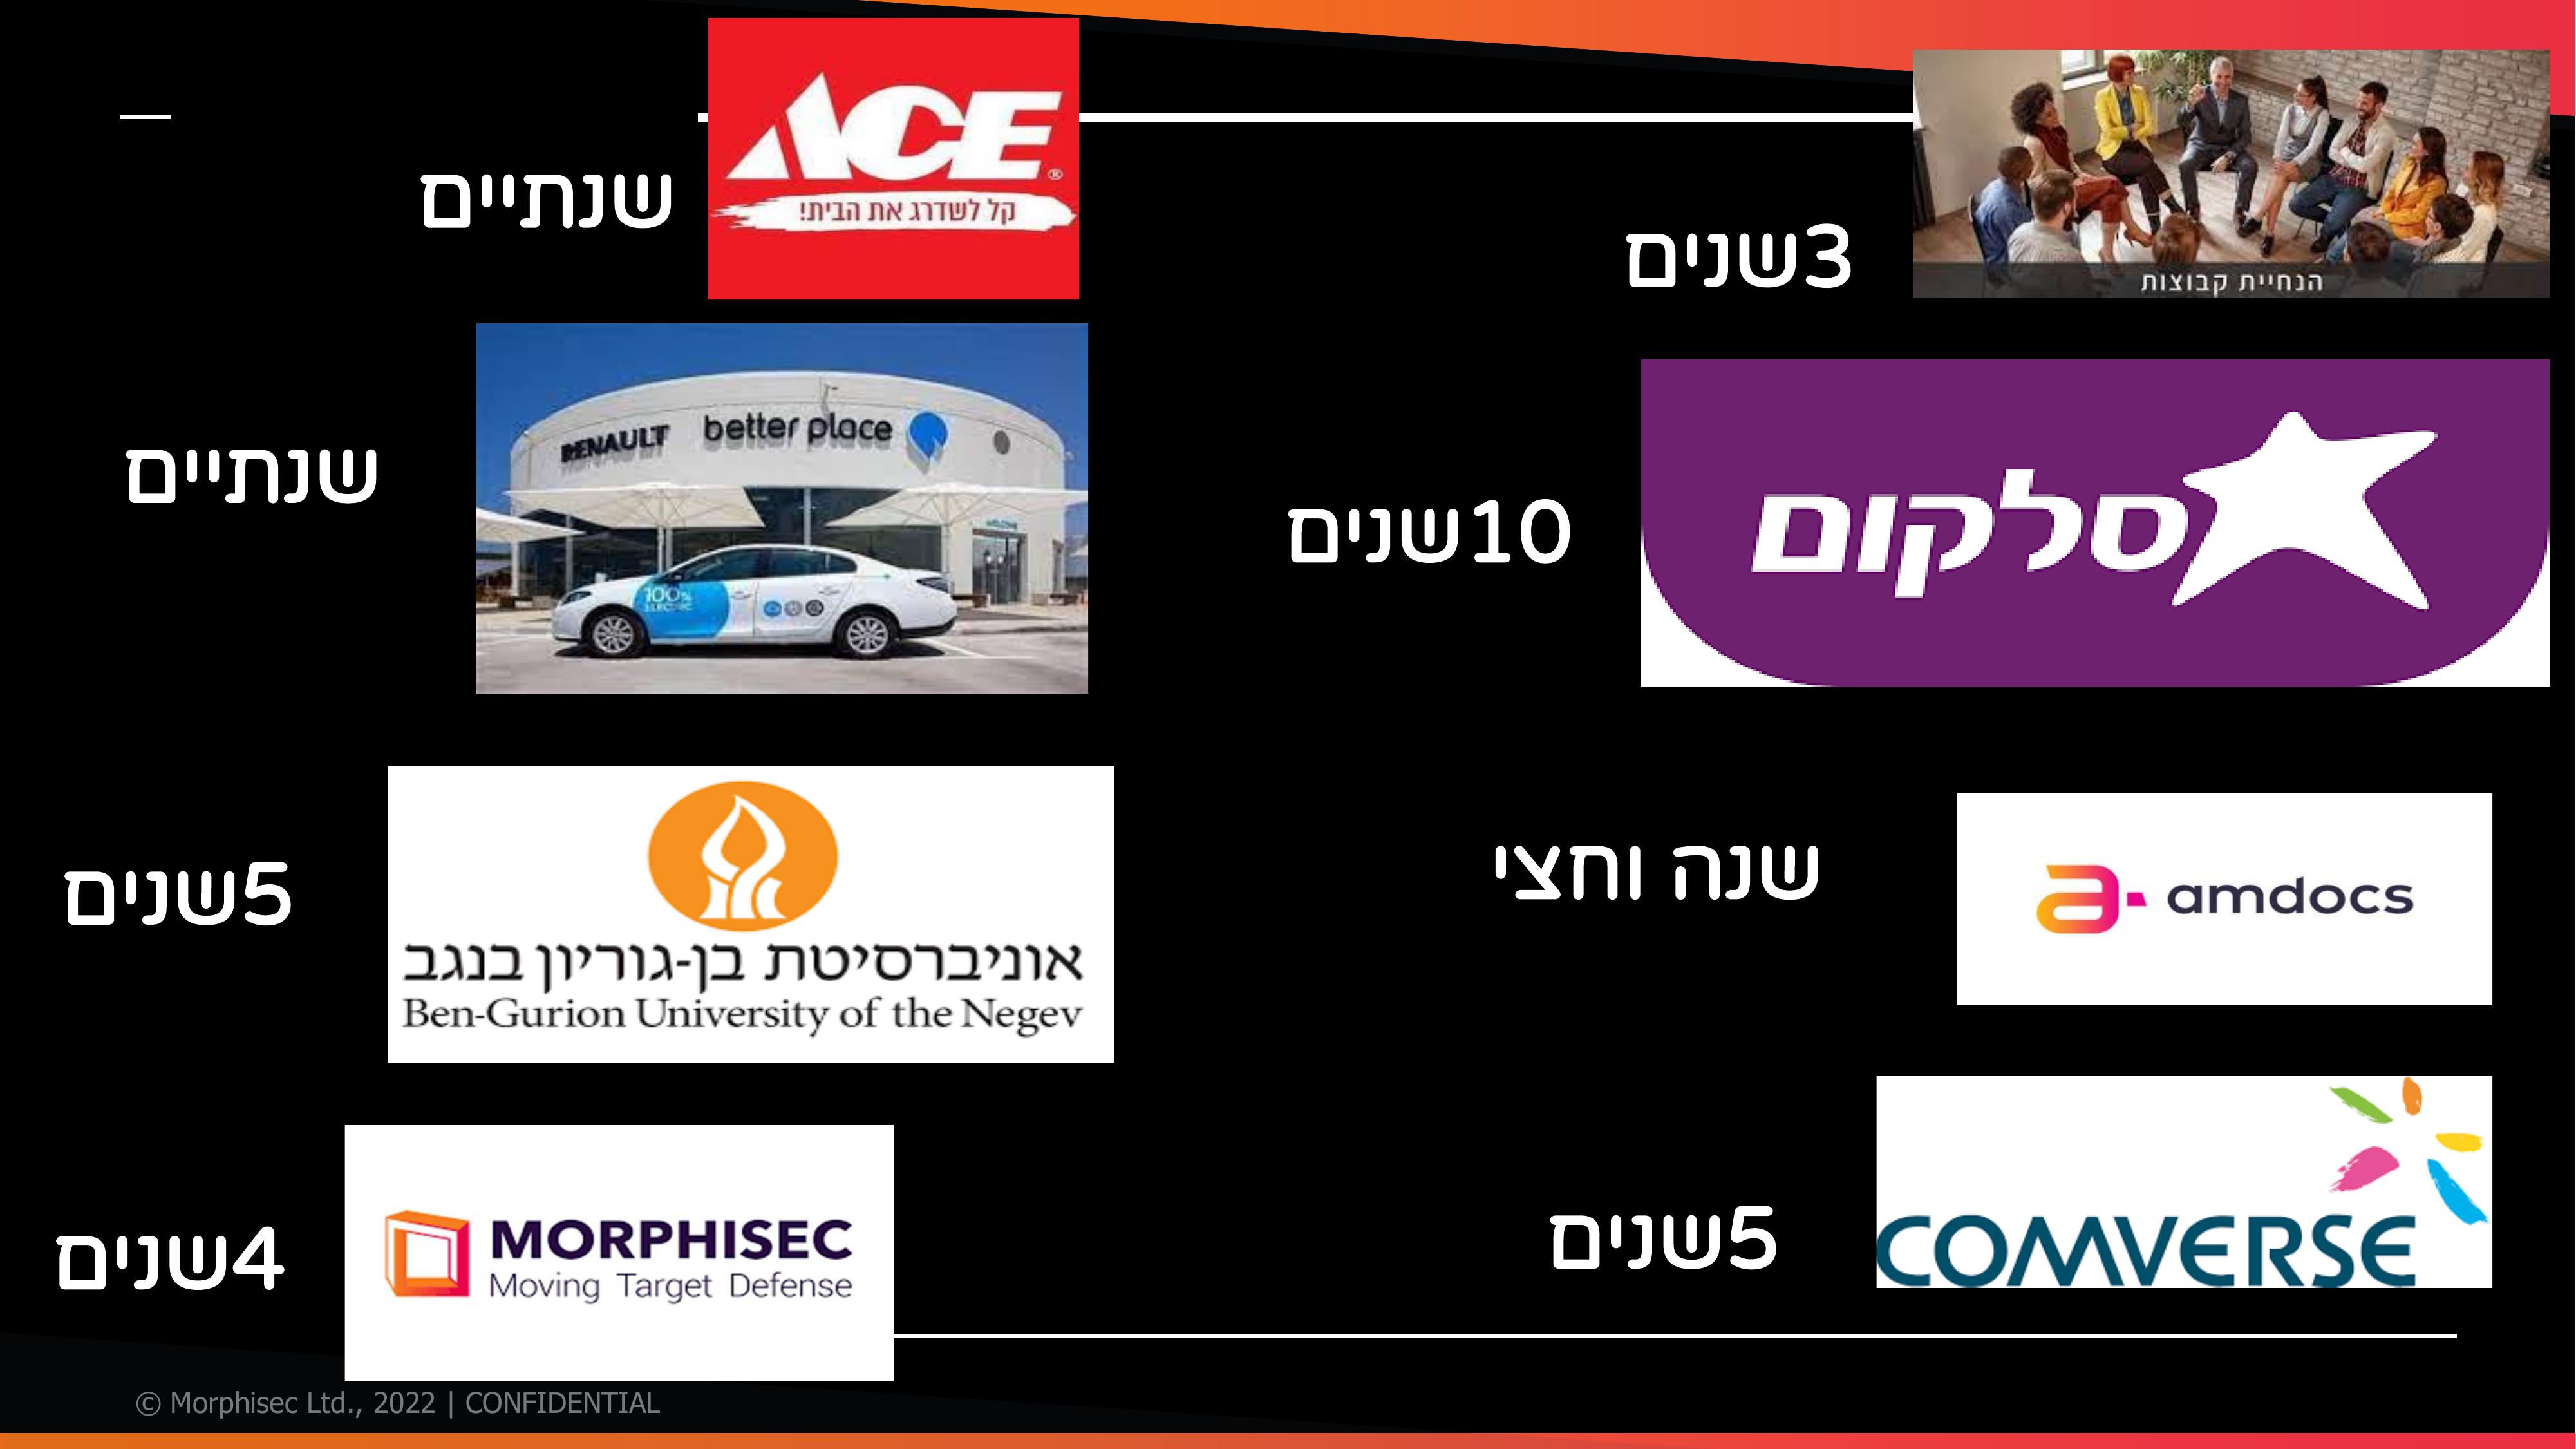 הנחיית קבוצות
3שנים
ACE®
קל לשדרג את הבית!
שנתיים
סלקום
10שנים
RENAULT better place
WELCOME
100% ELECTRIC
שנתיים
amdocs
שנה וחצי
אוניברסיטת בן-גוריון בנגב
Ben-Gurion University of the Negev
5שנים
COMVERSE
5שנים
MORPHISEC
Moving Target Defense
4שנים
© Morphisec Ltd., 2022 | CONFIDENTIAL